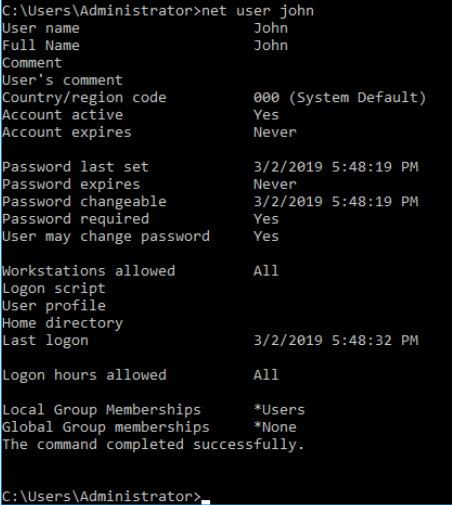 C:\Users\Administrator>net user john
User name                    John
Full Name                    John
Comment
User's comment
Country/region code          000 (System Default)
Account active               Yes
Account expires              Never

Password last set            3/2/2019 5:48:19 PM
Password expires             Never
Password changeable          3/2/2019 5:48:19 PM
Password required            Yes
User may change password     Yes

Workstations allowed         All
Logon script
User profile
Home directory
Last logon                   3/2/2019 5:48:32 PM

Logon hours allowed          All

Local Group Memberships      *Users
Global Group memberships     *None
The command completed successfully.


C:\Users\Administrator>